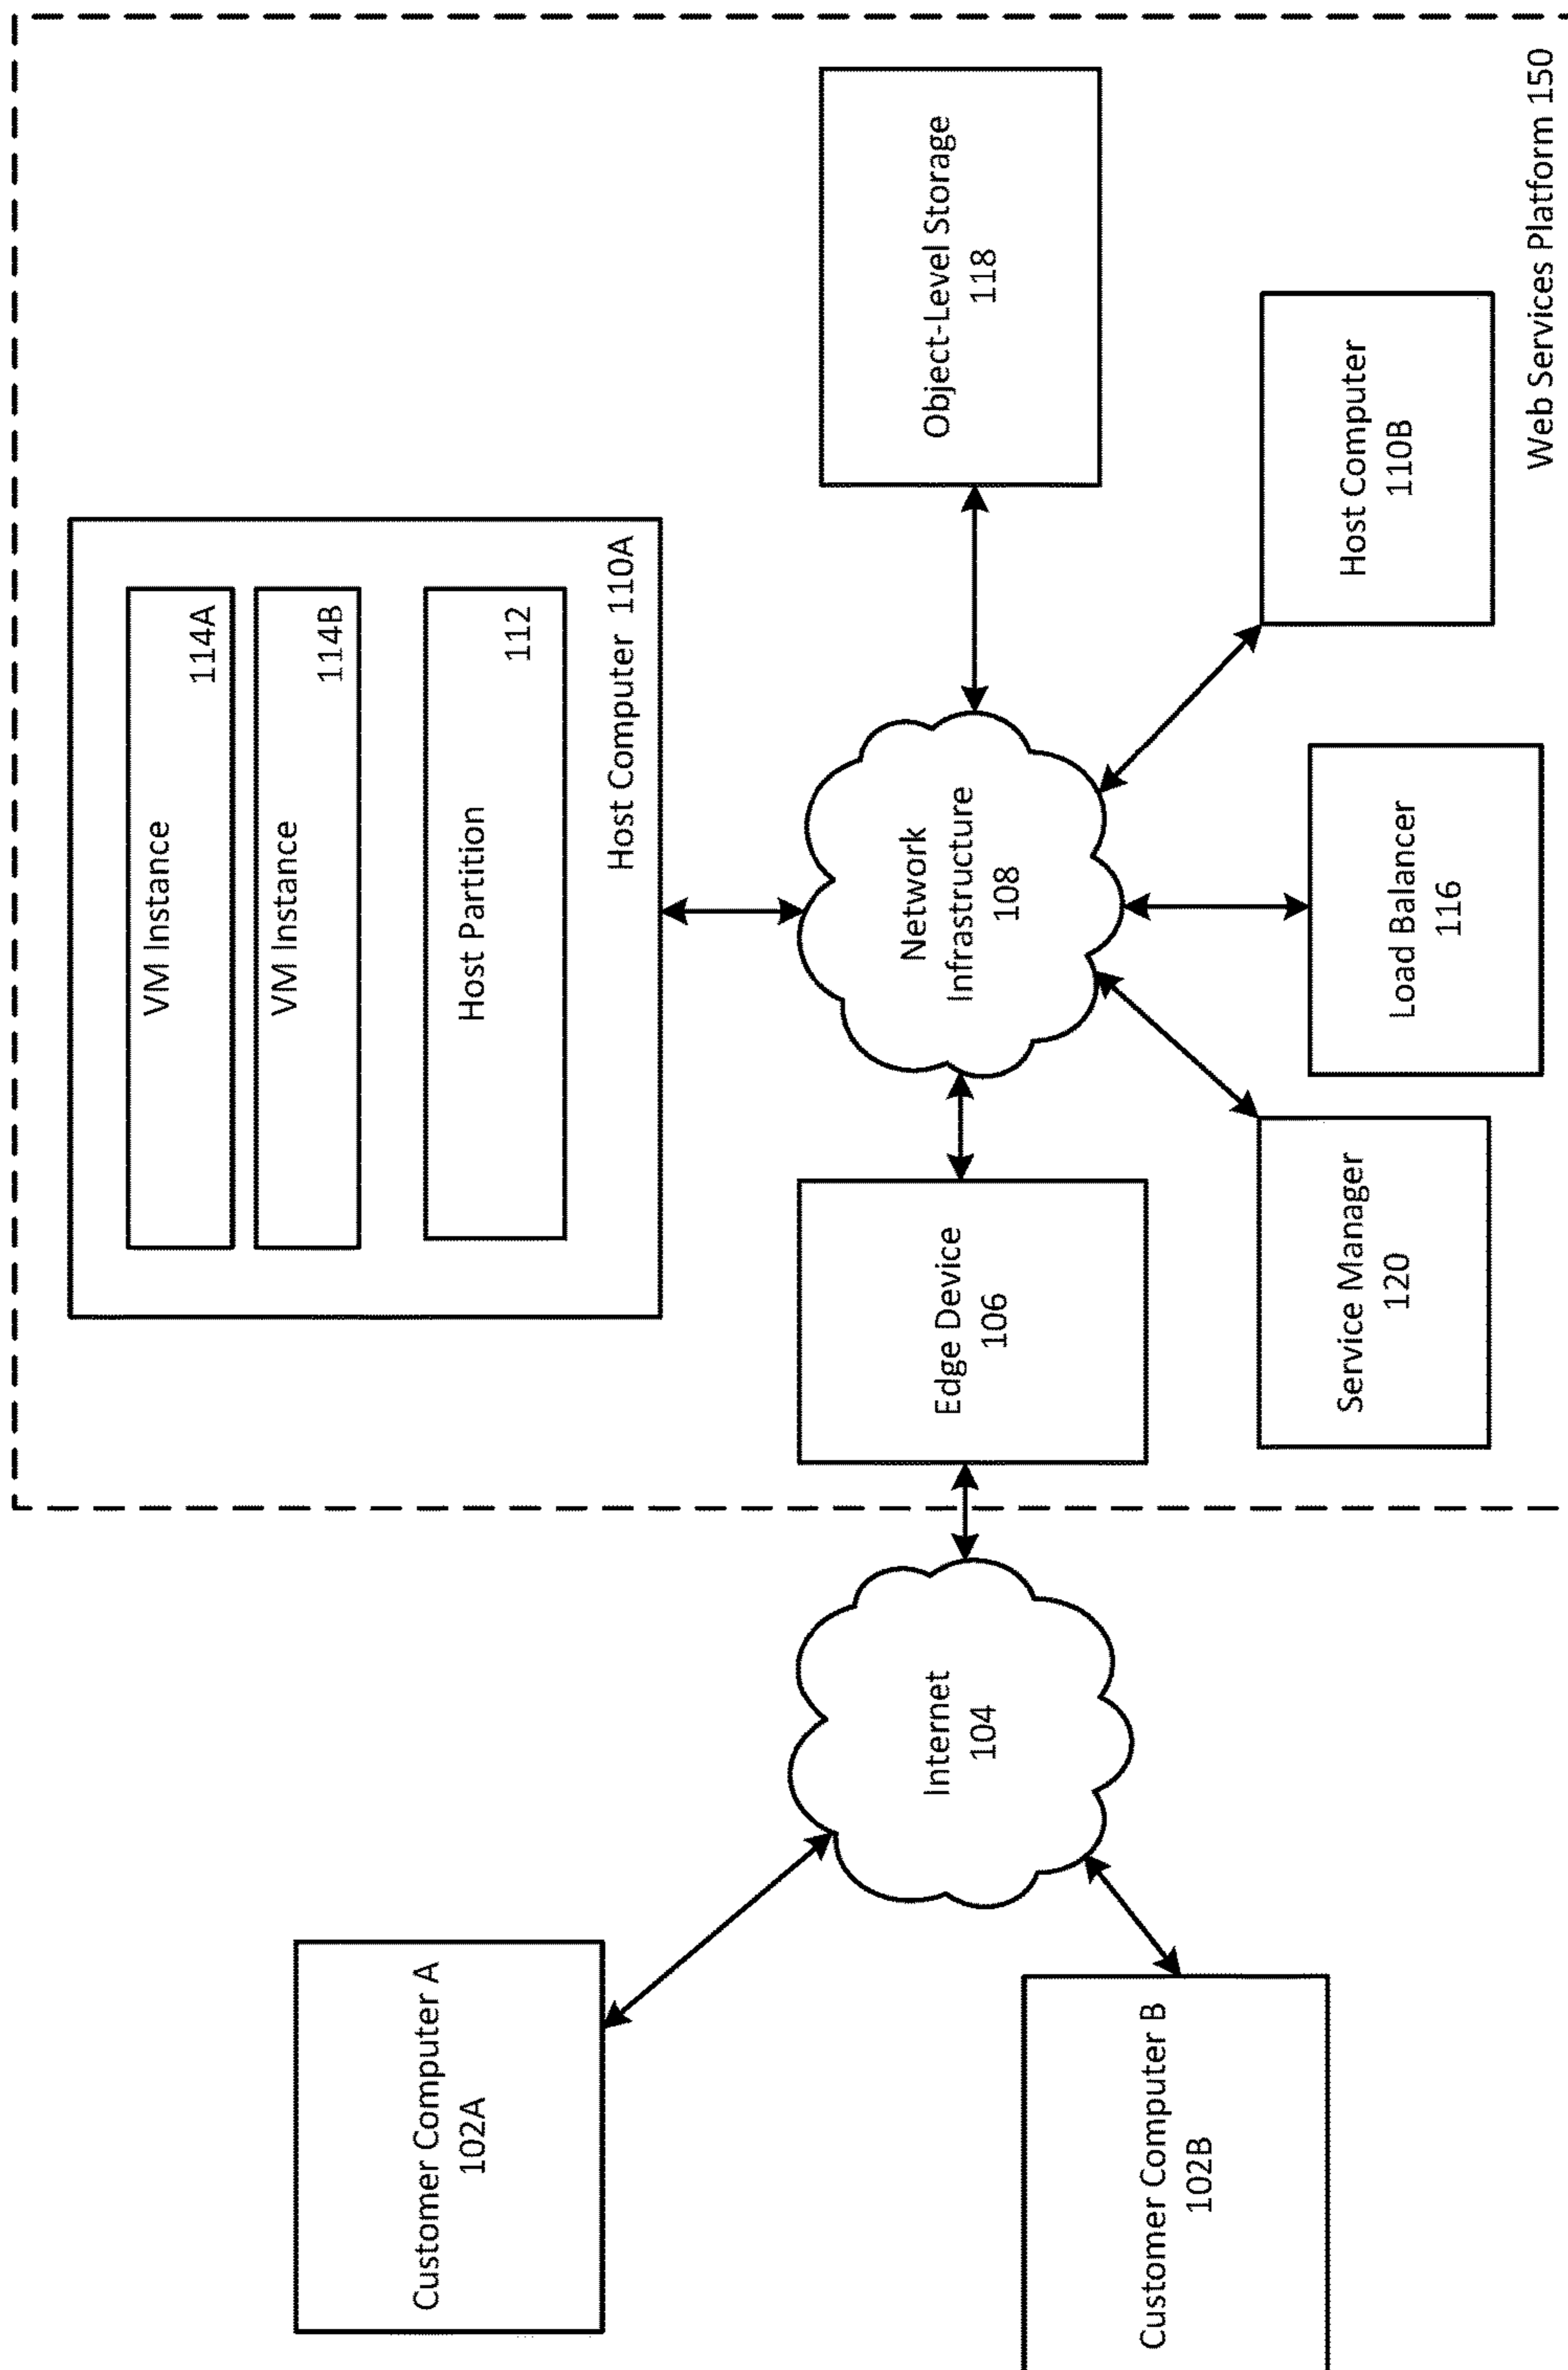 Customer Computer A
102A
Customer Computer B
102B
Internet
104
Edge Device
106
VM Instance
114A
VM Instance
114B
Host Partition
112
Host Computer 110A
Network
Infrastructure
108
Object-Level Storage
118
Service Manager
120
Load Balancer
116
Host Computer
110B
Web Services Platform 150